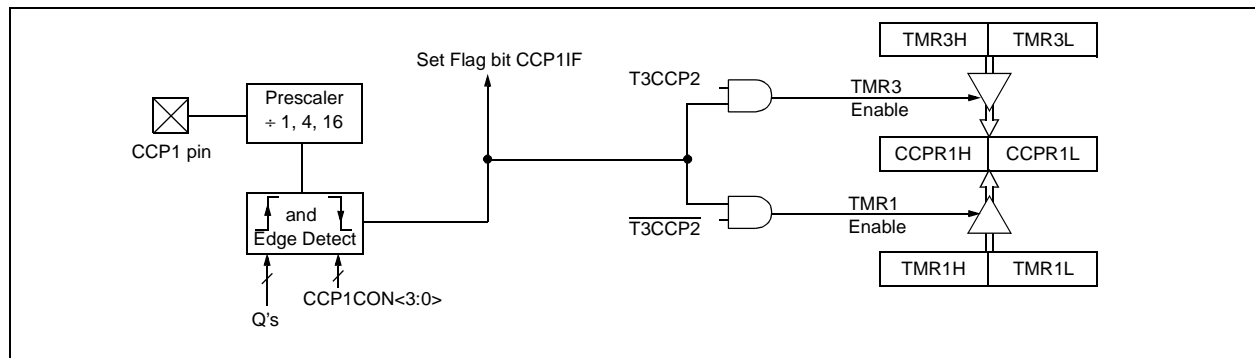 TMR3H TMR3L
Set Flag bit CCP1IF
T3CCP2
TMR3
Enable
Prescaler
÷ 1, 4, 16
CCP1 pin
CCPR1H CCPR1L
and
Edge Detect
T3CCP2
TMR1
Enable
TMR1H TMR1L
CCP1CON<3:0>
Q's